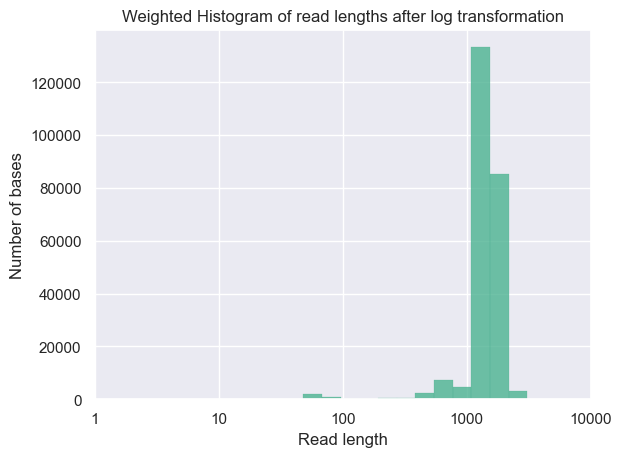 Weighted Histogram of read lengths after log transformation
Number of bases
120000
100000
80000
60000
40000
20000
0
1 10 100 1000 10000
Read length